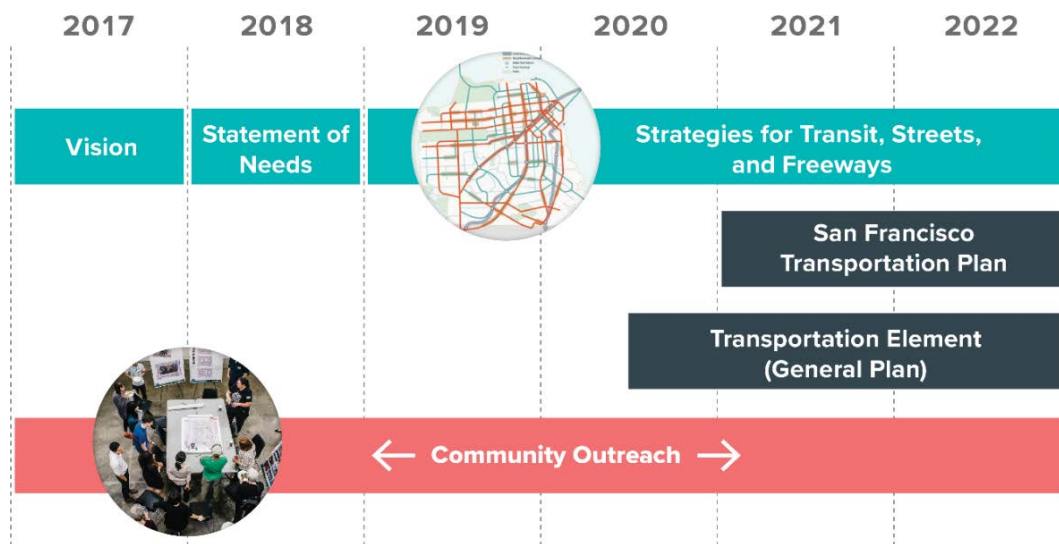 2017 2018 2019 2020 2021 2022
Vision
Statement of
Needs
Strategies for Transit, Streets,
and Freeways
San Francisco
Transportation Plan
Transportation Element
(General Plan)
Community Outreach